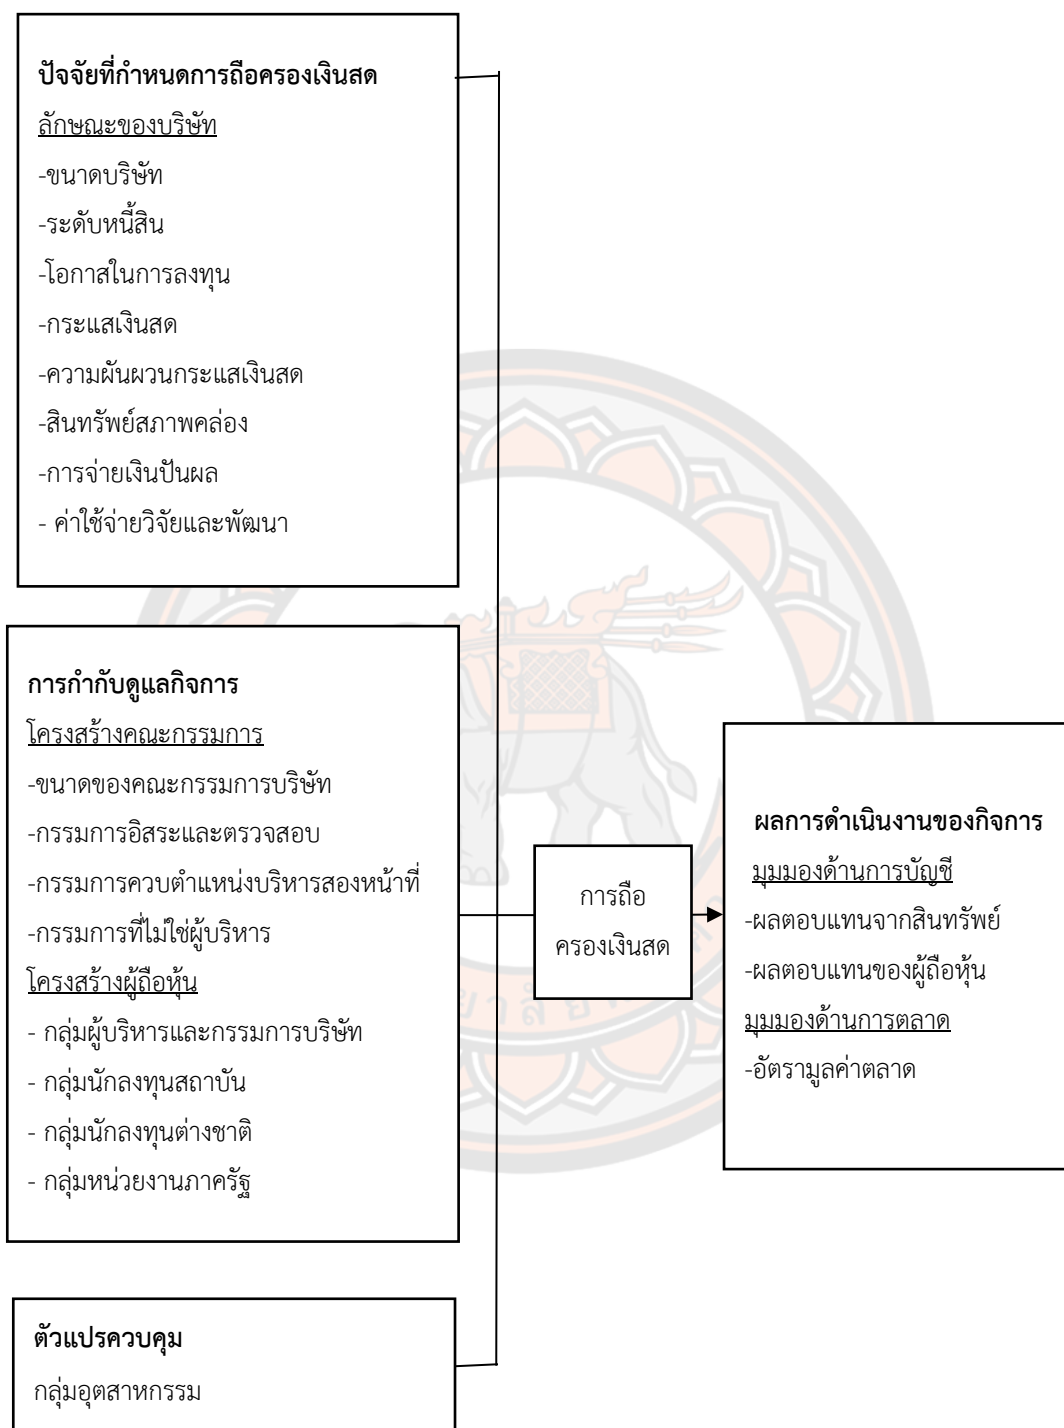 ปัจจัยที่กำหนดการถือครองเงินสด
ลักษณะของบริษัท
-ขนาดบริษัท
-ระดับหนี้สิน
-โอกาสในการลงทุน
-กระแสเงินสด
-ความผันผวนกระแสเงินสด
-สินทรัพย์สภาพคล่อง
-การจ่ายเงินปันผล
- ค่าใช้จ่ายวิจัยและพัฒนา
การกำกับดูแลกิจการ
โครงสร้างคณะกรรมการ
-ขนาดของคณะกรรมการบริษัท
-กรรมการอิสระและตรวจสอบ
-กรรมการควบตำแหน่งบริหารสองหน้าที่
-กรรมการที่ไม่ใช่ผู้บริหาร
โครงสร้างผู้ถือหุ้น
- กลุ่มผู้บริหารและกรรมการบริษัท
- กลุ่มนักลงทุนสถาบัน
- กลุ่มนักลงทุนต่างชาติ
- กลุ่มหน่วยงานภาครัฐ
ตัวแปรควบคุม
กลุ่มอุตสาหกรรม
การถือ
ครองเงินสด
ผลการดำเนินงานของกิจการ
มุมมองด้านการบัญชี
-ผลตอบแทนจากสินทรัพย์
-ผลตอบแทนของผู้ถือหุ้น
มุมมองด้านการตลาด
-อัตรามูลค่าตลาด